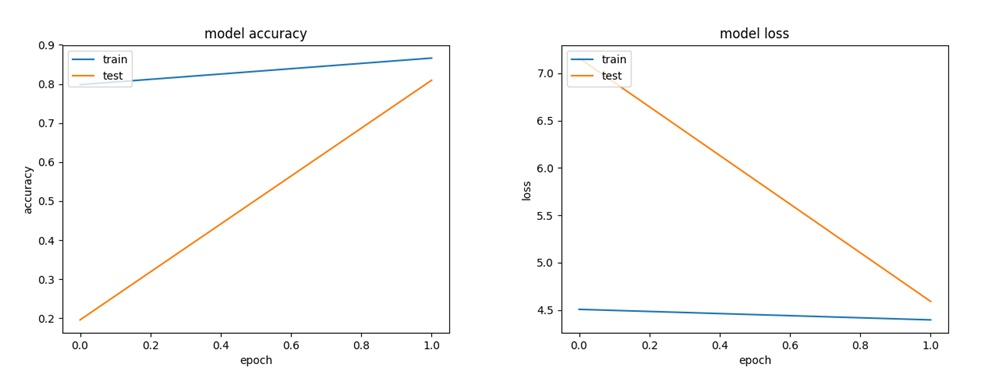 model accuracy
train
test
0.9
0.8
0.7
0.6
0.5
0.4
0.3
0.2
accuracy
0.0 0.2 0.4 0.6 0.8 1.0
epoch
model loss
train
test
7.0
6.5
6.0
5.5
5.0
4.5
loss
0.0 0.2 0.4 0.6 0.8 1.0
epoch